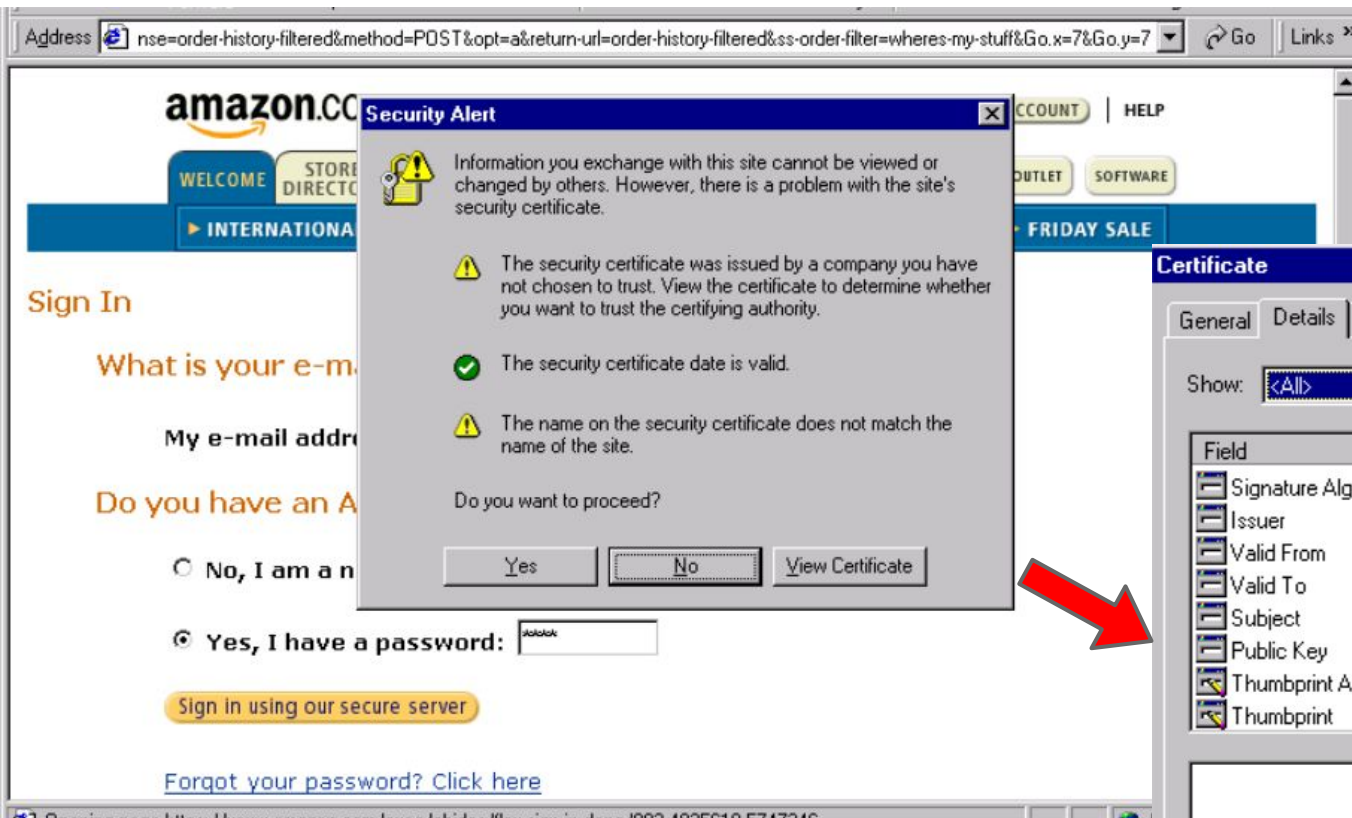 Address nse=order-history-filtered&method=POST&opt=a&return-url=order-history-filtered&ss-order-filter=wheres-my-stuff&Go.x=7&Go.y=7 Go Links »
amazon.co
CCOUNT) | HELP
WELCOME STORE DIRECTO
OUTLET SOFTWARE
INTERNATIONA
FRIDAY SALE
Security Alert
Information you exchange with this site cannot be viewed or
changed by others. However, there is a problem with the site's
security certificate.
The security certificate was issued by a company you have
not chosen to trust. View the certificate to determine whether
you want to trust the certifying authority.
The security certificate date is valid.
The name on the security certificate does not match the
name of the site.
Do you want to proceed?
Yes No View Certificate
Sign In
What is your e-ma
My e-mail addre
Do you have an A
No, I am a n
Yes, I have a password: *****
Sign in using our secure server
Forgot your password? Click here
Certificate
General Details
Show: <All>
Field
Signature Alg
Issuer
Valid From
Valid To
Subject
Public Key
Thumbprint A
Thumbprint